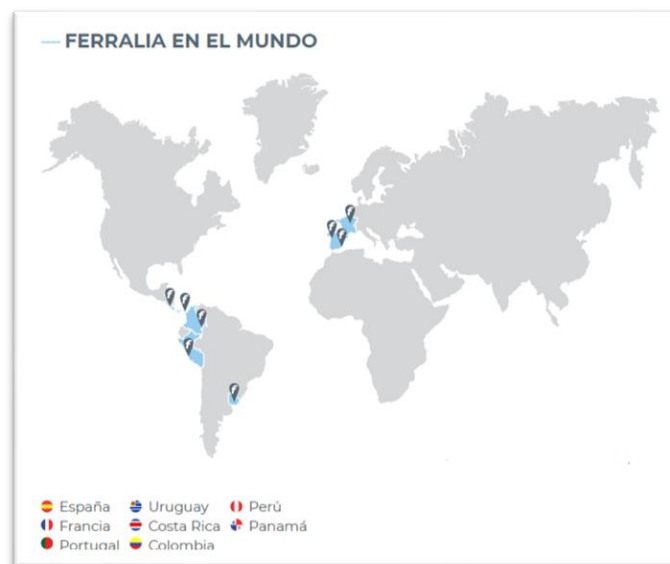 FERRALIA EN EL MUNDO
España Uruguay Perú
Francia Costa Rica Panamá
Portugal Colombia